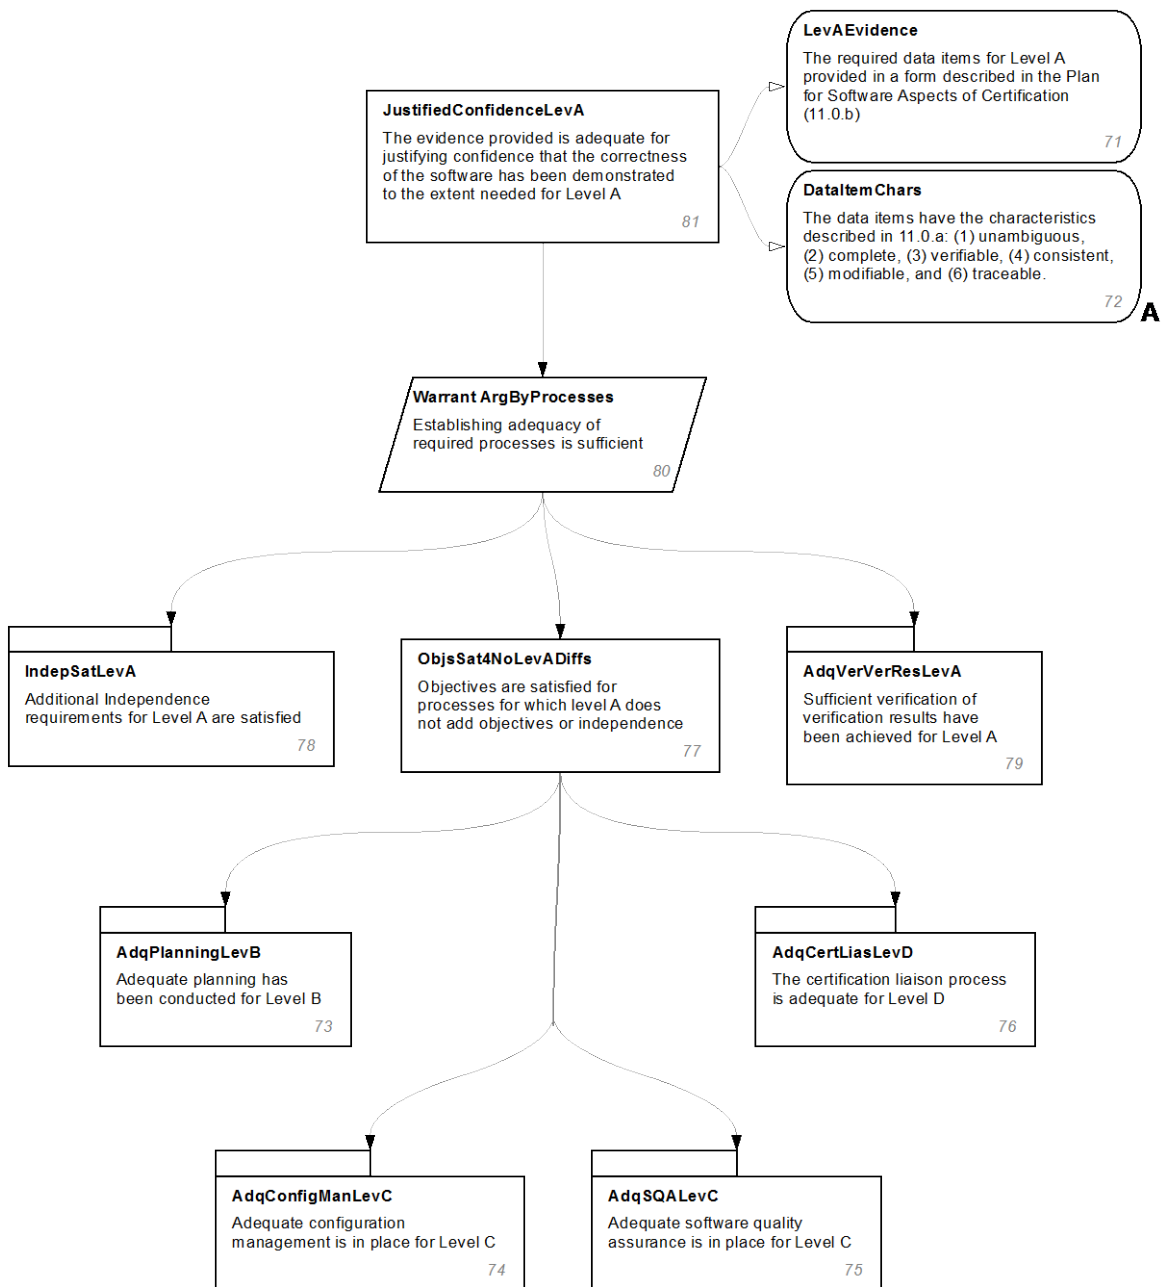 LevAEvidence
The required data items for Level A
provided in a form described in the Plan
for Software Aspects of Certification
(11.0.b)
71
JustifiedConfidenceLevA
The evidence provided is adequate for
justifying confidence that the correctness
of the software has been demonstrated
to the extent needed for Level A
81
DataItemChars
The data items have the characteristics
described in 11.0.a: (1) unambiguous,
(2) complete, (3) verifiable, (4) consistent,
(5) modifiable, and (6) traceable.
72
A
Warrant ArgByProcesses
Establishing adequacy of
required processes is sufficient
80
IndepSatLevA
Additional Independence
requirements for Level A are satisfied
78
ObjsSat4NoLevADiffs
Objectives are satisfied for
processes for which level A does
not add objectives or independence
77
AdqVerVerResLevA
Sufficient verification of
verification results have
been achieved for Level A
79
AdqPlanningLevB
Adequate planning has
been conducted for Level B
73
AdqCertLiasLevD
The certification liaison process
is adequate for Level D
76
AdqConfigManLevC
Adequate configuration
management is in place for Level C
74
AdqSQALevC
Adequate software quality
assurance is in place for Level C
75